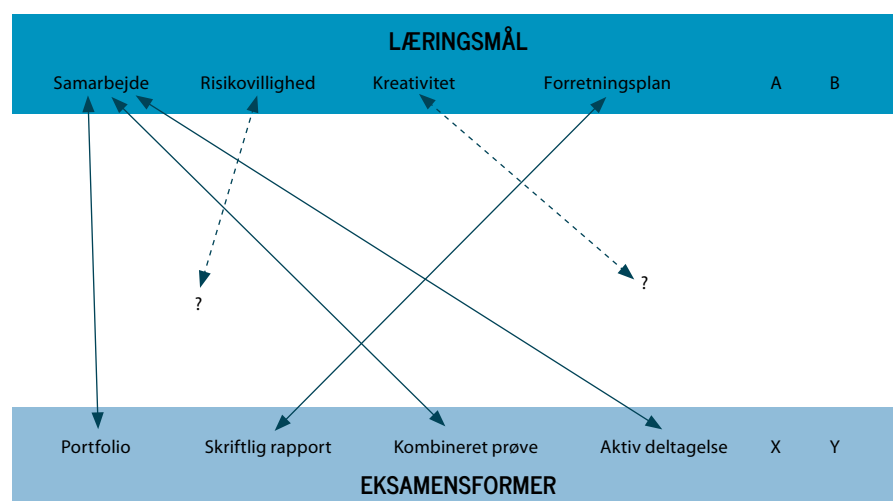 LÆRINGSMÅL
Samarbejde Risikovillighed Kreativitet Forretningsplan A B
?
?
Portfolio Skriftlig rapport Kombineret prøve Aktiv deltagelse X Y
EKSAMENSFORMER